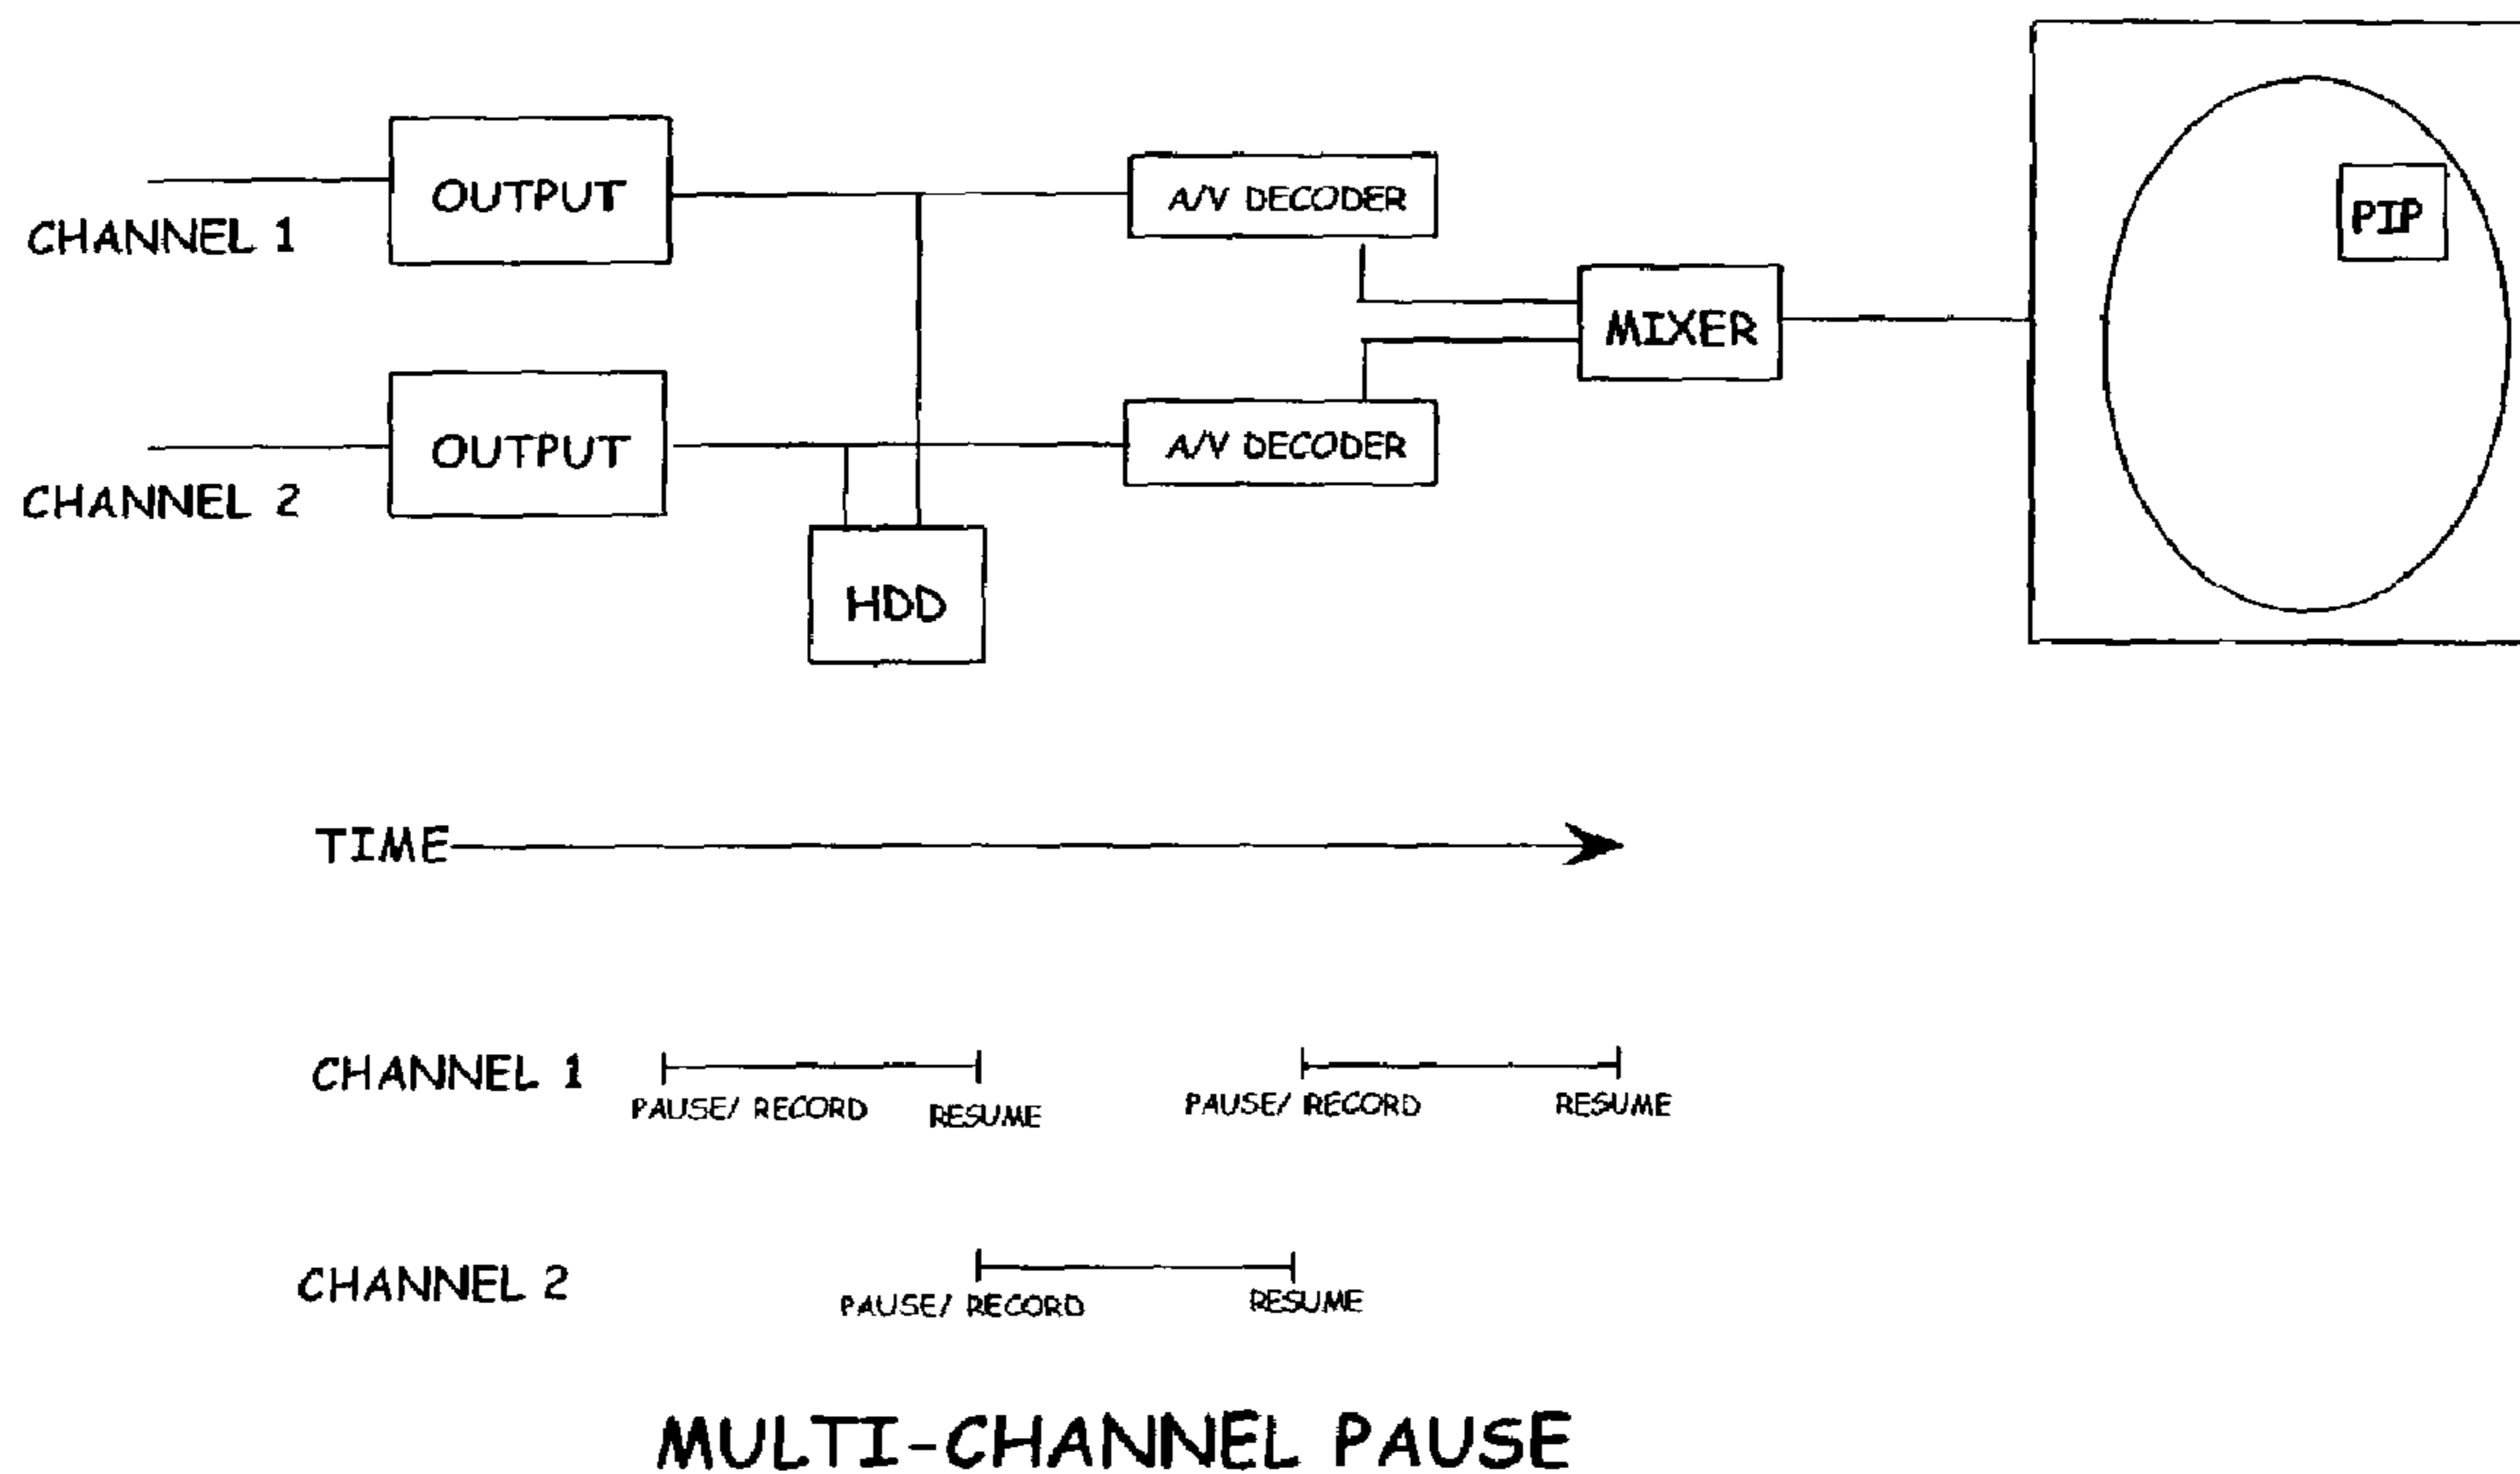 OUTPUT
A/V DECODER
PIP
CHANNEL 1
MIXER
OUTPUT
A/V DECODER
CHANNEL 2
HDD
TIME
CHANNEL 1
PAUSE/ RECORD
RESUME
PAUSE/ RECORD
RESUME
CHANNEL 2
PAUSE/ RECORD
RESUME
MULTI-CHANNEL PAUSE